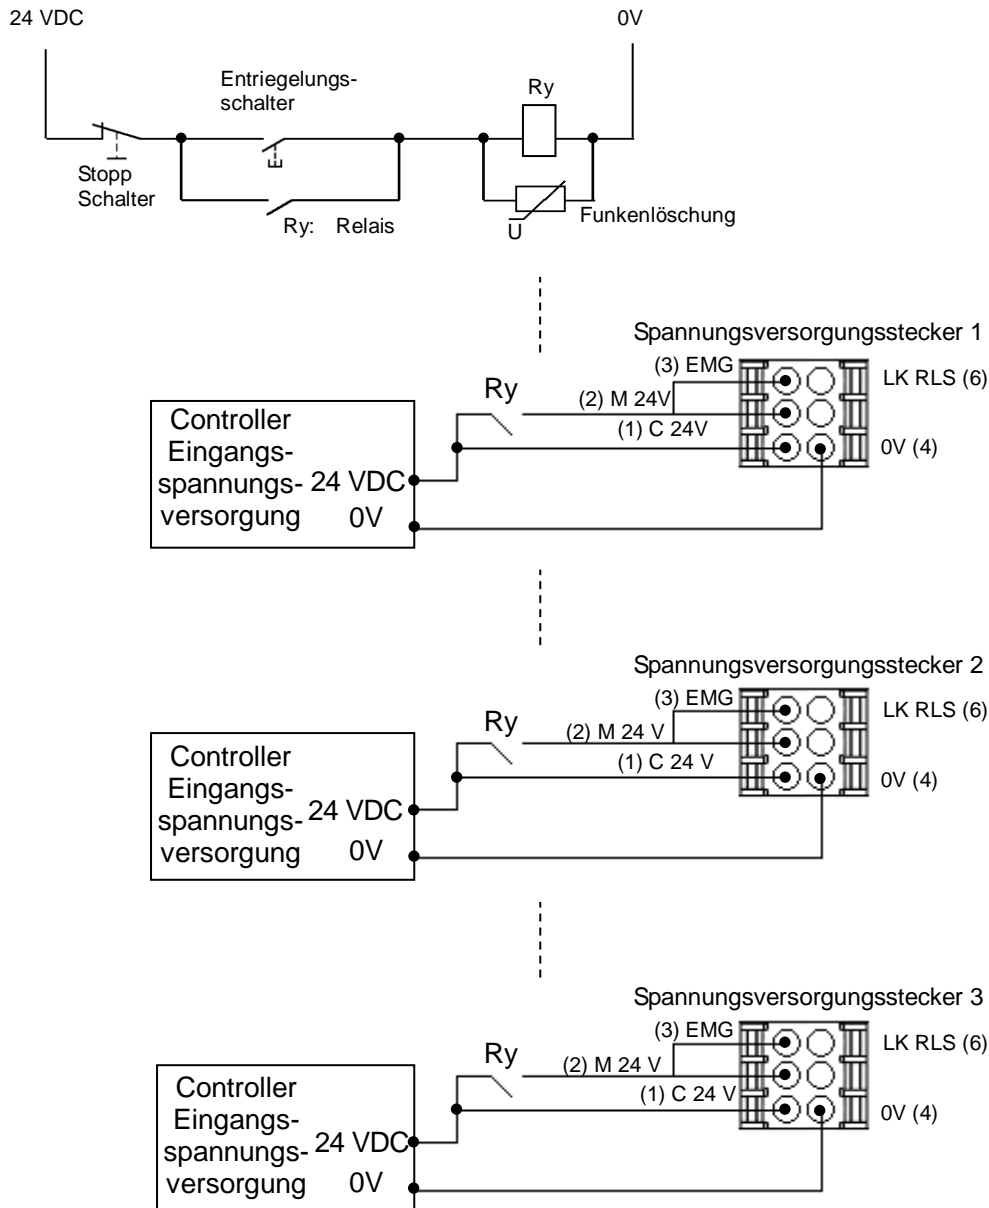 24 VDC
0V
Entriegelungs-
schalter
Ry
Stopp
Schalter
Ry: Relais
U
Funkenlöschung
Spannungsversorgungsstecker 1
(3) EMG
LK RLS (6)
Ry
(2) M 24V
(1) C 24V
0V (4)
Controller
Eingangs-
spannungs- 24 VDC
versorgung 0V
Spannungsversorgungsstecker 2
(3) EMG
LK RLS (6)
Ry
(2) M 24 V
(1) C 24 V
0V (4)
Controller
Eingangs-
spannungs- 24 VDC
versorgung 0V
Spannungsversorgungsstecker 3
(3) EMG
LK RLS (6)
Ry
(2) M 24 V
(1) C 24 V
0V (4)
Controller
Eingangs-
spannungs- 24 VDC
versorgung 0V